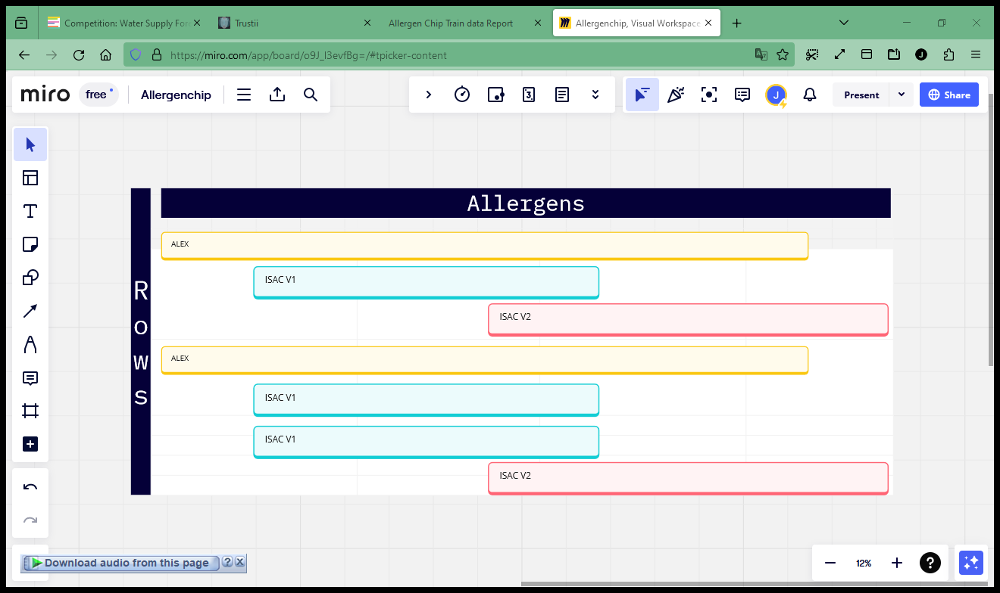 Competition: Water Supply For
Trustii
Allergen Chip Train data Report
Allergenchip, Visual Workspace
https://miro.com/app/board/o9J_l3evfBg=/#tpicker-content
J
miro
free
Allergenchip
3
J
Present
Share
Allergens
ALEX
ISAC V1
ISAC V2
ALEX
ISAC V1
ISAC V1
ISAC V2
R
O
W
S
Download audio from this page
?
X
12%
?